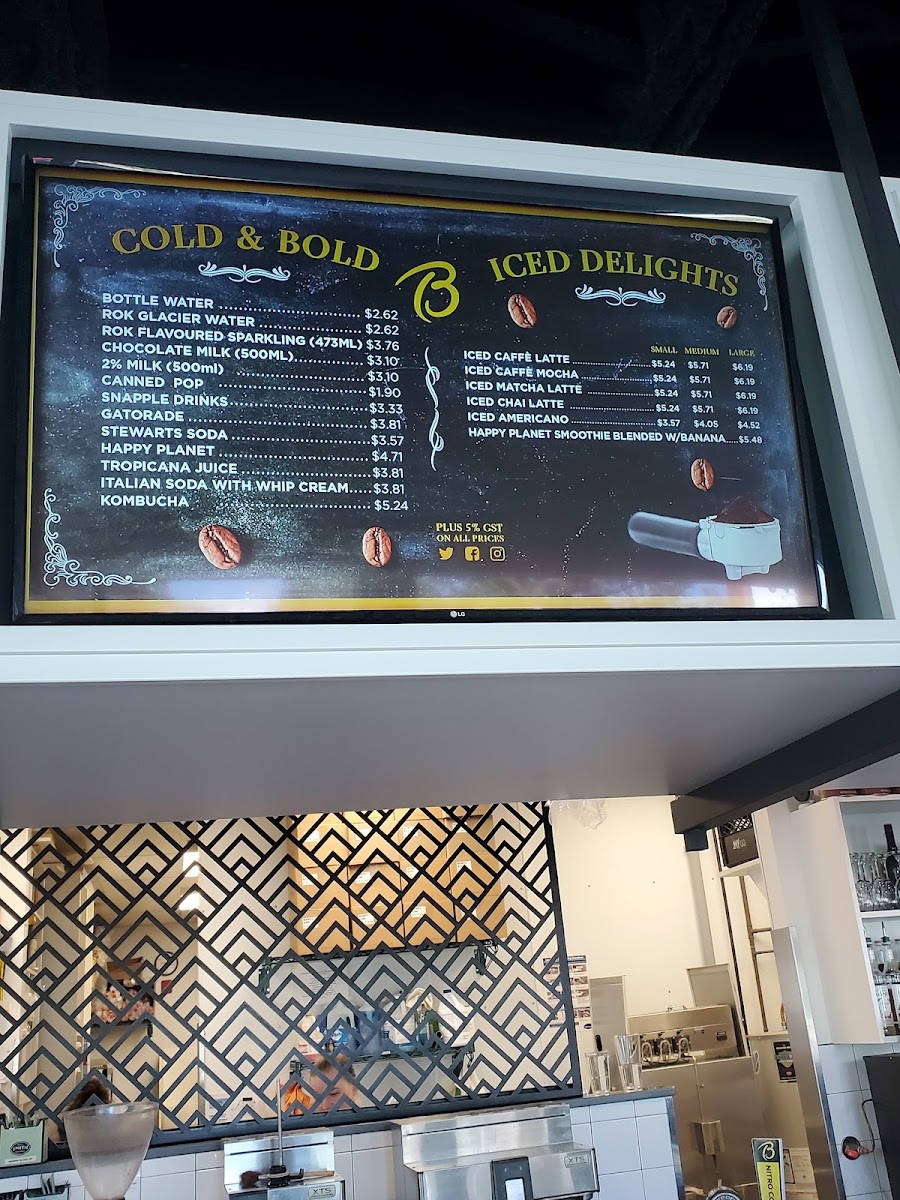 COLD & BOLD
BOTTLE WATER $2.62
ROK GLACIER WATER $2.62
ROK FLAVOURED SPARKLING (473ML) $3.76
CHOCOLATE MILK (500ML) $3.10
2% MILK (500ml) $3.10
CANNED POP $1.90
SNAPPLE DRINKS $3.33
GATORADE $3.81
STEWARTS SODA $3.57
HAPPY PLANET $4.71
TROPICANA JUICE $3.81
ITALIAN SODA WITH WHIP CREAM $3.81
KOMBUCHA $5.24
B
ICED DELIGHTS
SMALL MEDIUM LARGE
ICED CAFFÈ LATTE $5.24 $5.71 $6.19
ICED CAFFÈ MOCHA $5.24 $5.71 $6.19
ICED MATCHA LATTE $5.24 $5.71 $6.19
ICED CHAI LATTE $5.24 $5.71 $6.19
ICED AMERICANO $3.57 $4.05 $4.52
HAPPY PLANET SMOOTHIE BLENDED W/BANANA $5.48
PLUS 5% GST
ON ALL PRICES
LG
XTS
XTS
B
NITRO